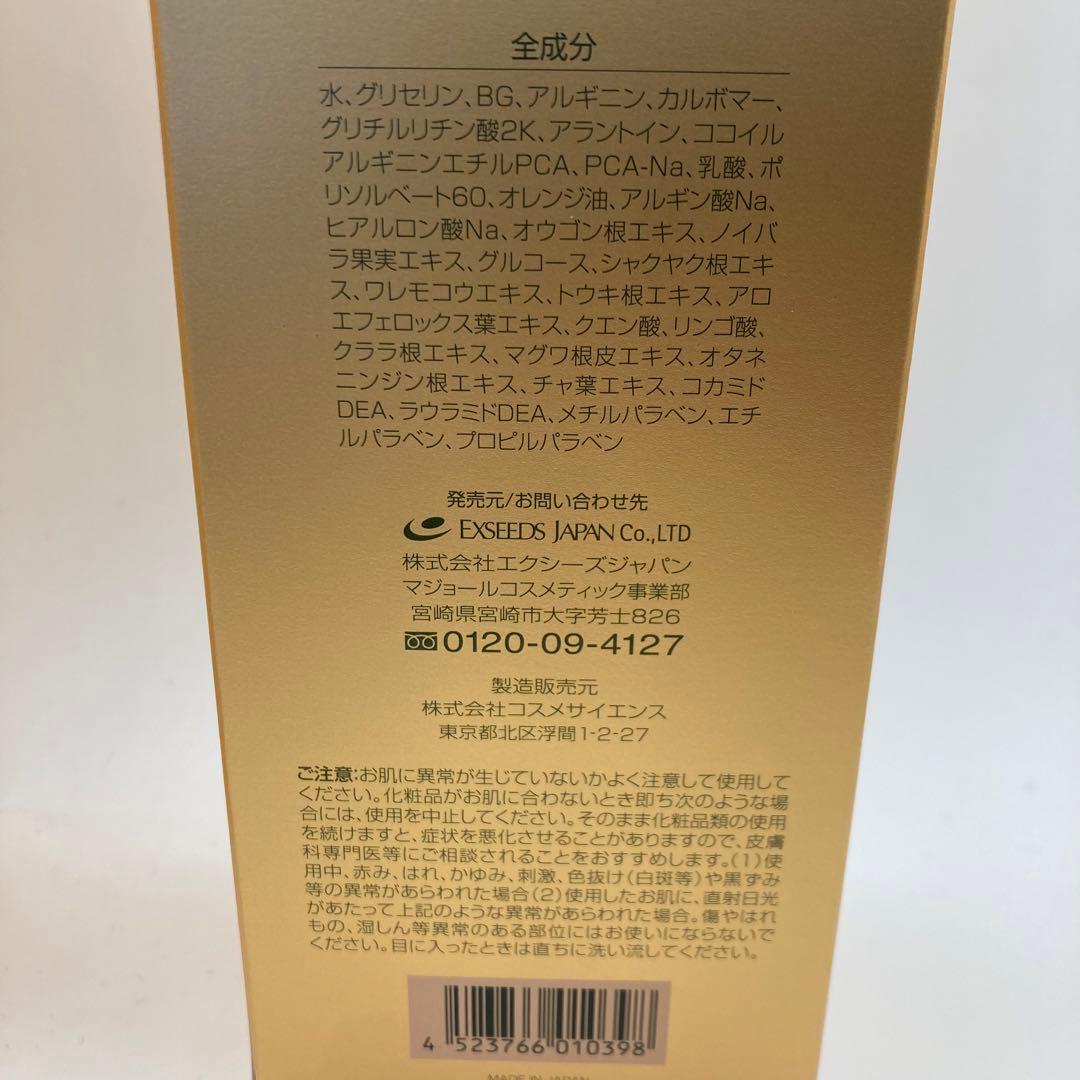 全成分
水、グリセリン、BG、アルギニン、カルボマー、
グリチルリチン酸2K、アラントイン、ココイル
アルギニンエチルPCA、PCA-Na、乳酸、ポ
リソルベート60、オレンジ油、アルギン酸Na、
ヒアルロン酸Na、オウゴン根エキス、ノイバ
ラ果実エキス、グルコース、シャクヤク根エキ
ス、ワレモコウエキス、トウキ根エキス、アロ
エフェロックス葉エキス、クエン酸、リンゴ酸、
クララ根エキス、マグワ根皮エキス、オタネ
ニンジン根エキス、チャ葉エキス、コカミド
DEA、ラウラミドDEA、メチルパラベン、エチ
ルパラベン、プロピルパラベン
発売元/お問い合わせ先
EXSEEDS JAPAN Co.,LTD
株式会社エクシーズジャパン
マジョールコスメティック事業部
宮崎県宮崎市大字芳士826
0120-09-4127
製造販売元
株式会社コスメサイエンス
東京都北区浮間1-2-27
ご注意:お肌に異常が生じていないかよく注意して使用して
ください。化粧品がお肌に合わないとき即ち次のような場
合には、使用を中止してください。そのまま化粧品類の使用
を続けますと、症状を悪化させることがありますので、皮膚
科専門医等にご相談されることをおすすめします。(1)使
用中、赤み、はれ、かゆみ、刺激、色抜け(白斑等)や黒ずみ
等の異常があらわれた場合(2)使用したお肌に、直射日光
があたって上記のような異常があらわれた場合。傷やはれ
もの、湿しん等異常のある部位にはお使いにならないで
ください。目に入ったときは直ちに洗い流してください。
4 523766 010398
MADE IN JAPAN